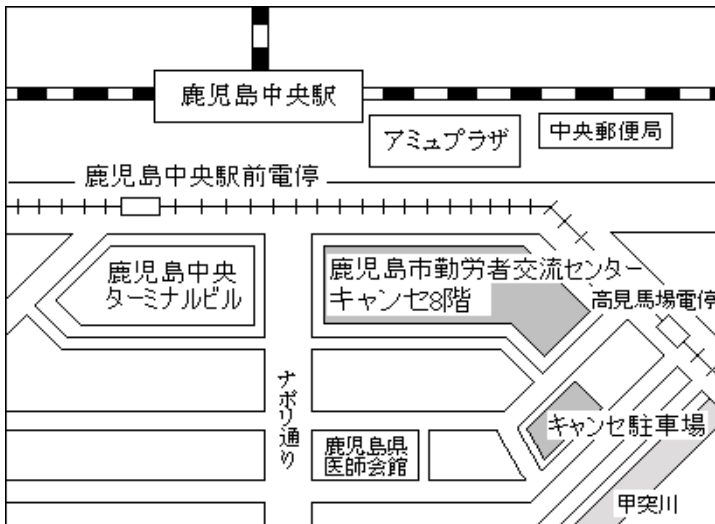 鹿児島中央駅
アミュプラザ
中央郵便局
鹿児島中央駅前電停
鹿児島中央
ターミナルビル
鹿児島市勤労者交流センター
キャンセ8階
高見馬場電停
ナポリ通り
キャンセ駐車場
鹿児島県
医師会館
甲突川